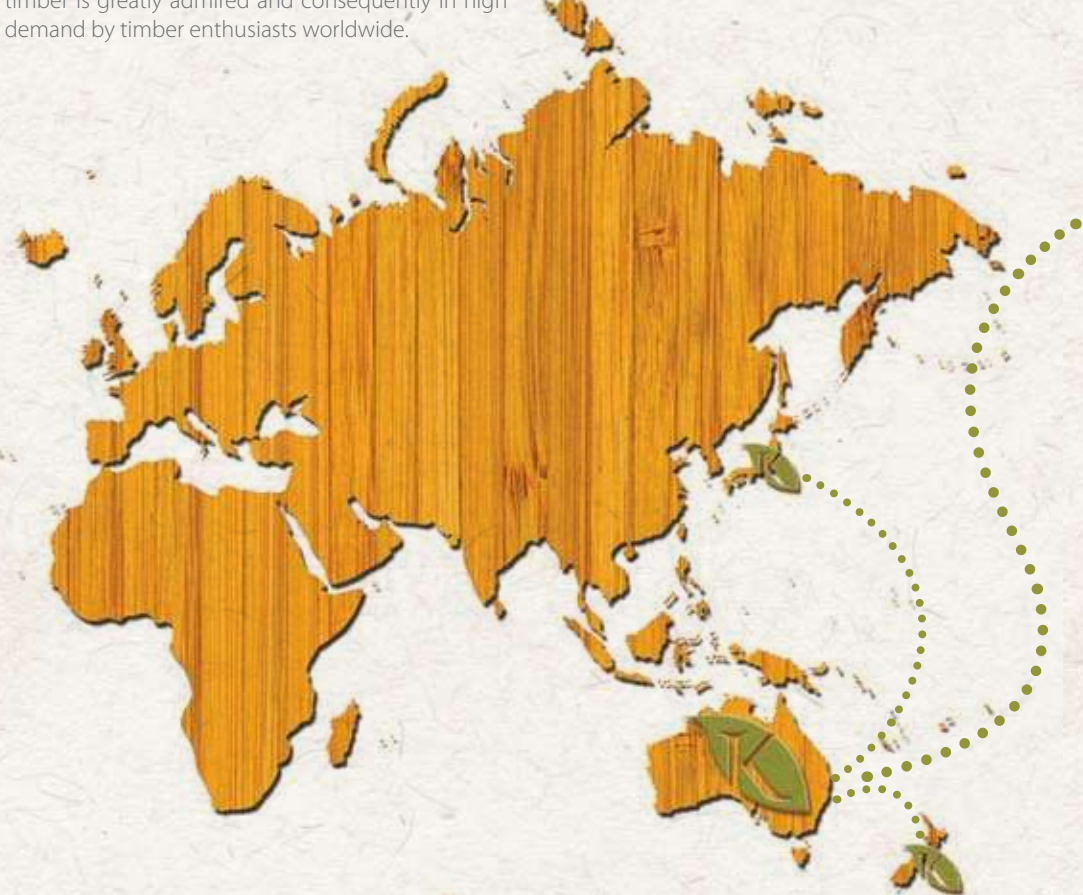 timber is greatly admired and consequently in high
demand by timber enthusiasts worldwide.
K